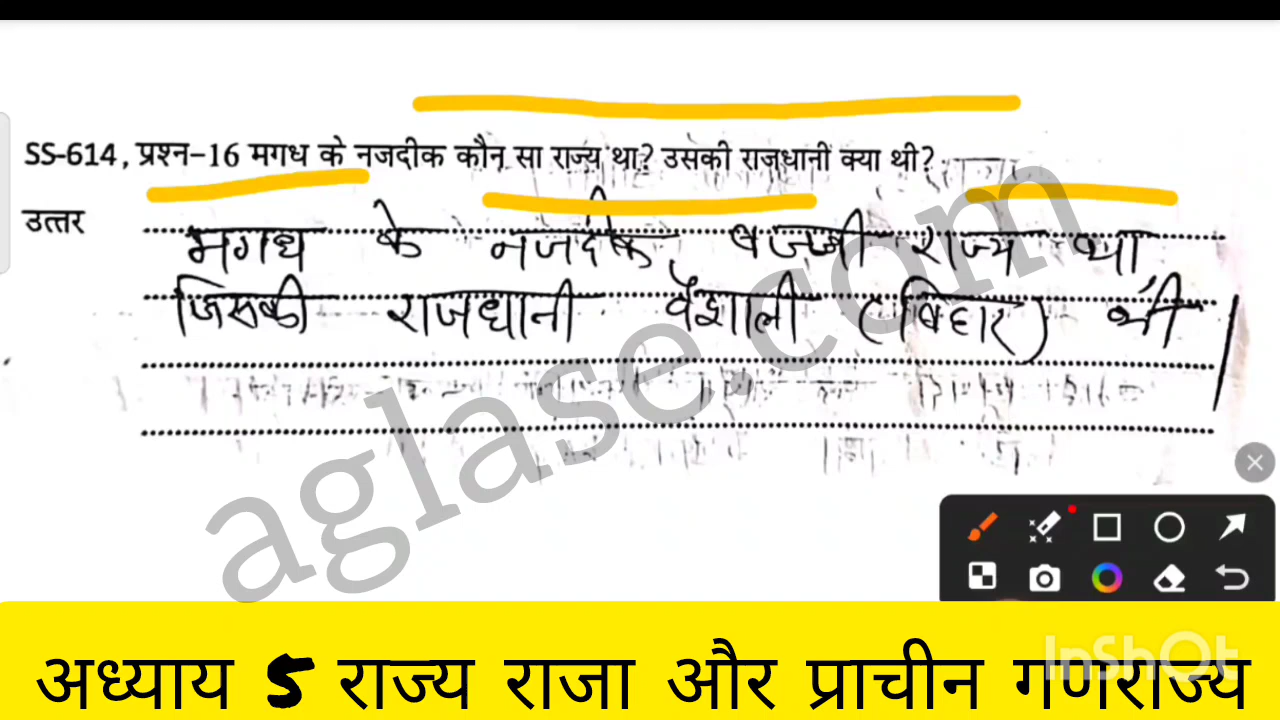 SS-614, प्रश्न-16 मगध के नजदीक कौन सा राज्य था? उसकी राजधानी क्या थी?
उत्तर
मगध के नजदीक वज्जी राज्य था
जिसकी राजधानी वैशाली (बिहार) थी
aglasem.com
अध्याय 5 राज्य राजा और प्राचीन गणराज्य
InShOt